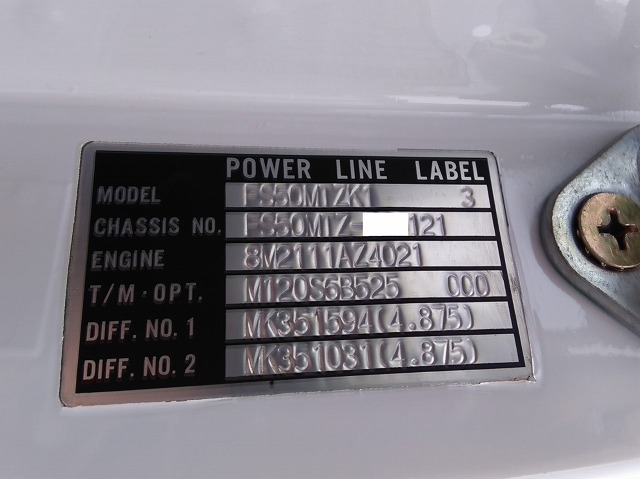 POWER LINE LABEL
MODEL FS50MTZK1 3
CHASSIS NO. FS50MTZ- 121
ENGINE 8M2111AZ4021
T/M·OPT. M120S6B525 000
DIFF. NO. 1 MK351594(4.875)
DIFF. NO. 2 MK351031(4.875)